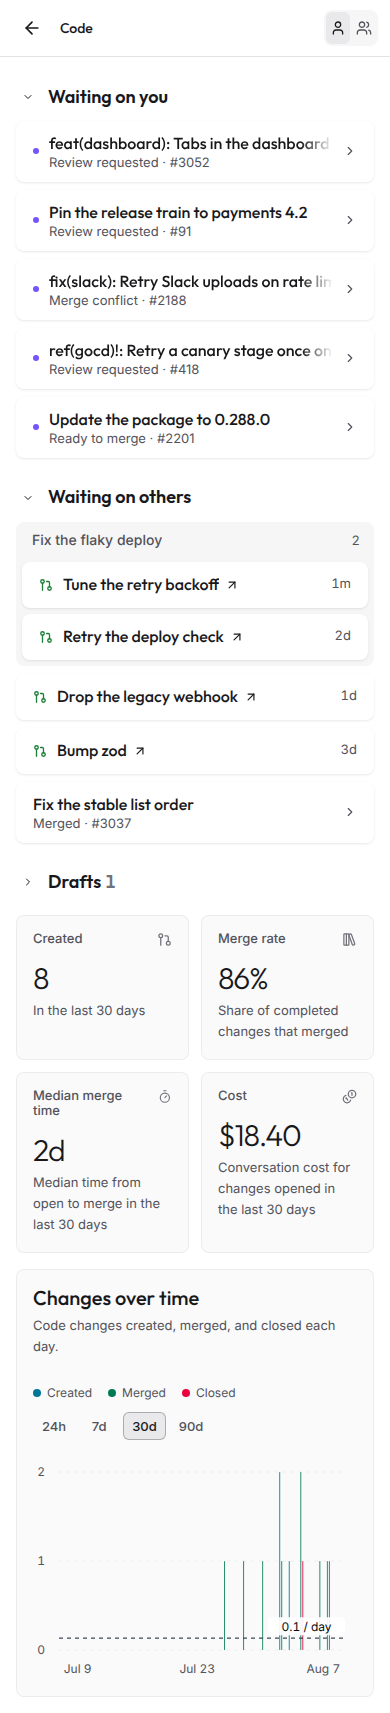 Code
Waiting on you
feat(dashboard): Tabs in the dashboard
Review requested · #3052
Pin the release train to payments 4.2
Review requested · #91
fix(slack): Retry Slack uploads on rate
Merge conflict · #2188
ref(gocd)!: Retry a canary stage once on
Review requested · #418
Update the package to 0.288.0
Ready to merge · #2201
Waiting on others
Fix the flaky deploy 2
Tune the retry backoff 1m
Retry the deploy check 2d
Drop the legacy webhook 1d
Bump zod 3d
Fix the stable list order
Merged · #3037
Drafts 1
Created
8
In the last 30 days
Merge rate
86%
Share of completed
changes that merged
Median merge
time
2d
Median time from
open to merge in the
last 30 days
Cost
$18.40
Conversation cost for
changes opened in
the last 30 days
Changes over time
Code changes created, merged, and closed each
day.
Created Merged Closed
24h 7d 30d 90d
2
1
0.1 / day
0
Jul 9 Jul 23 Aug 7